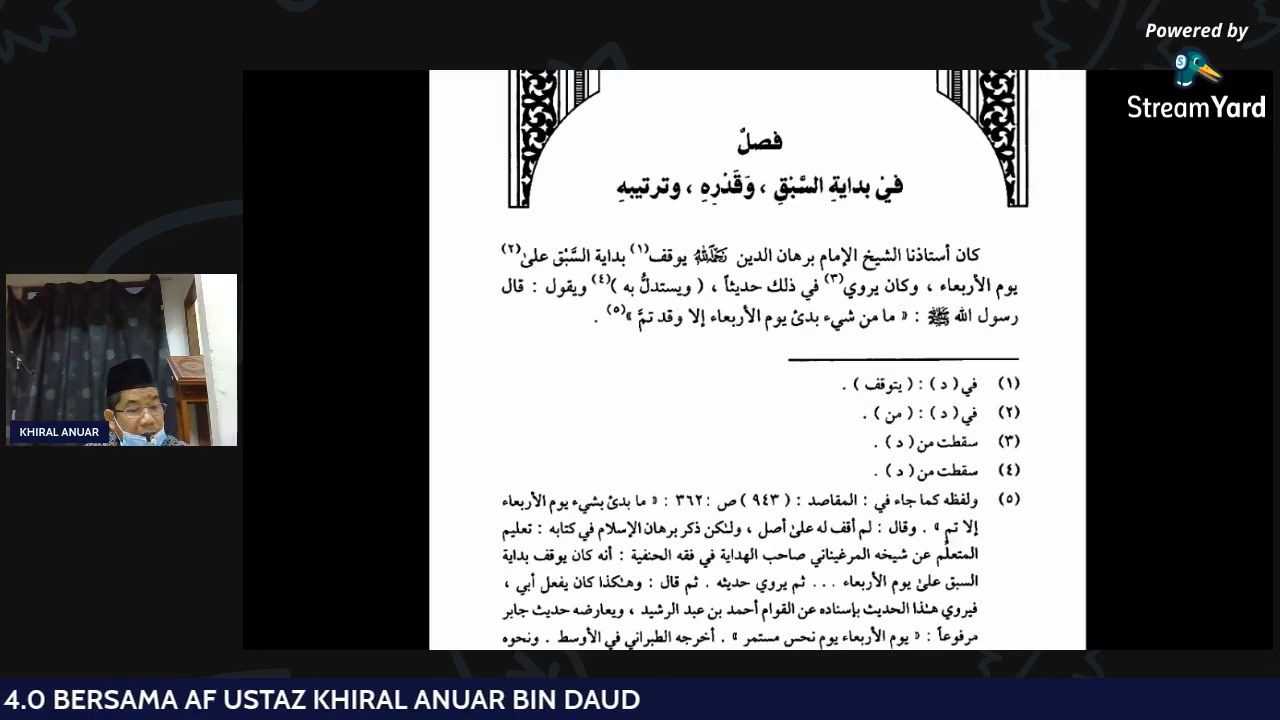 Powered by
StreamYard
فصلٌ
فيْ بدايةِ السَّبْقِ ، وَقَدْرِهِ ، وترتيبهِ
كان أستاذنا الشيخ الإمام برهان الدين رحمه الله يوقف(١) بداية السَّبْق على(٢)
يوم الأربعاء ، وكان يروي(٣) في ذلك حديثاً ، ( ويستدلُّ به )(٤) ويقول : قال
رسول الله ﷺ : « ما من شيء بدئ يوم الأربعاء إلا وقد تمَّ »(٥) .
(١) في ( د ) : ( يتوقف ) .
(٢) في ( د ) : ( من ) .
(٣) سقطت من ( د ) .
(٤) سقطت من ( د ) .
(٥) ولفظه كما جاء في : المقاصد : ( ٩٤٣ ) ص : ٣٦٢ : « ما بدئ بشيء يوم الأربعاء
إلا تم » . وقال : لم أقف له على أصل ، ولكن ذكر برهان الإسلام في كتابه : تعليم
المتعلّم عن شيخه المرغيناني صاحب الهداية في فقه الحنفية : أنه كان يوقف بداية
السبق على يوم الأربعاء . . . ثم يروي حديثه . ثم قال : وهكذا كان يفعل أبي ،
فيروي هذا الحديث بإسناده عن القوام أحمد بن عبد الرشيد ، ويعارضه حديث جابر
مرفوعاً : « يوم الأربعاء يوم نحس مستمر » . أخرجه الطبراني في الأوسط . ونحوه
KHIRAL ANUAR
4.0 BERSAMA AF USTAZ KHIRAL ANUAR BIN DAUD